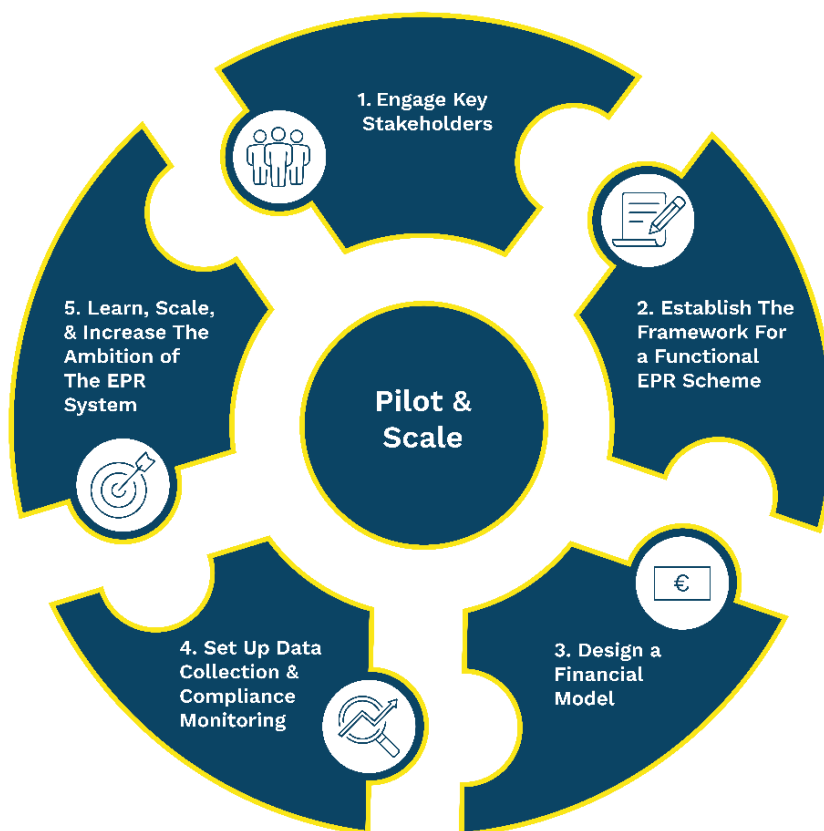 1. Engage Key
Stakeholders
2. Establish The
Framework For
a Functional
EPR Scheme
3. Design a
Financial
Model
4. Set Up Data
Collection &
Compliance
Monitoring
5. Learn, Scale,
& Increase The
Ambition of
The EPR
System
Pilot &
Scale
€